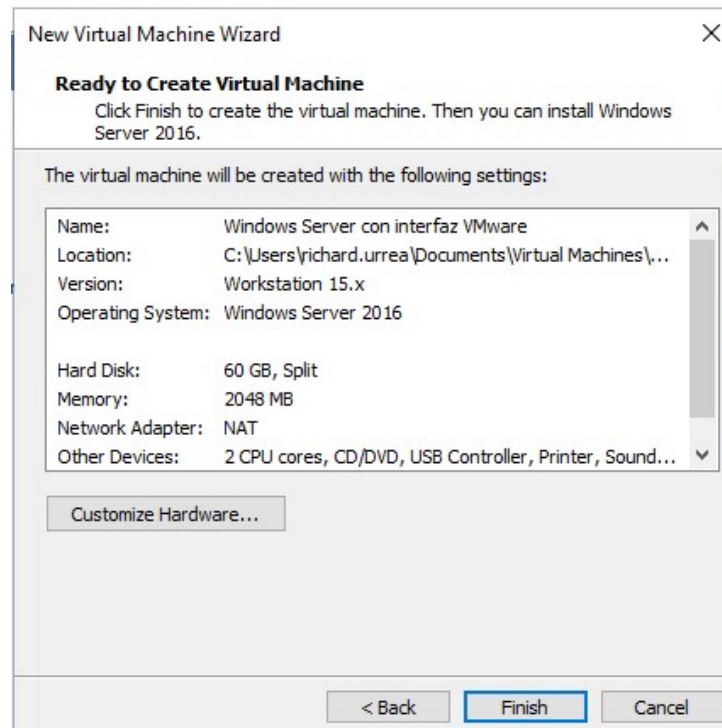 New Virtual Machine Wizard
Ready to Create Virtual Machine
Click Finish to create the virtual machine. Then you can install Windows
Server 2016.
The virtual machine will be created with the following settings:
Name: Windows Server con interfaz VMware
Location: C:\Users\richard.urrea\Documents\Virtual Machines\...
Version: Workstation 15.x
Operating System: Windows Server 2016
Hard Disk: 60 GB, Split
Memory: 2048 MB
Network Adapter: NAT
Other Devices: 2 CPU cores, CD/DVD, USB Controller, Printer, Sound...
Customize Hardware...
< Back Finish Cancel